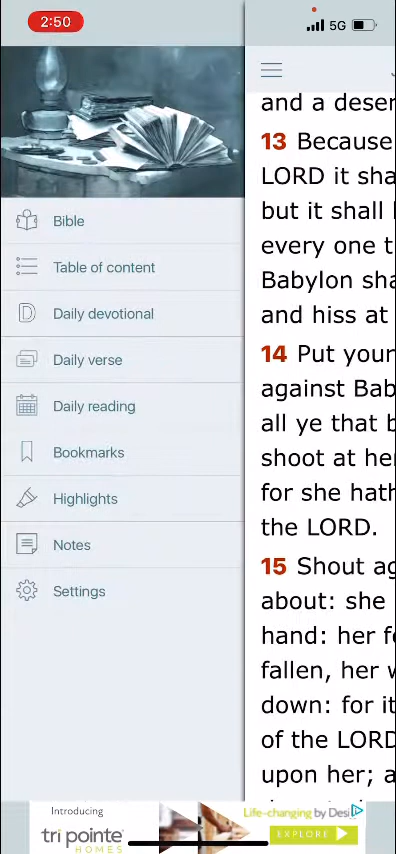 2:50
5G
Bible
Table of content
Daily devotional
Daily verse
Daily reading
Bookmarks
Highlights
Notes
Settings
and a deser
13 Because
LORD it sha
but it shall
every one t
Babylon sha
and hiss at
14 Put your
against Bab
all ye that b
shoot at he
for she hath
the LORD.
15 Shout ag
about: she
hand: her f
fallen, her w
down: for it
of the LORD
upon her; a
Introducing
tri pointe
HOMES
Life-changing by Desi
EXPLORE